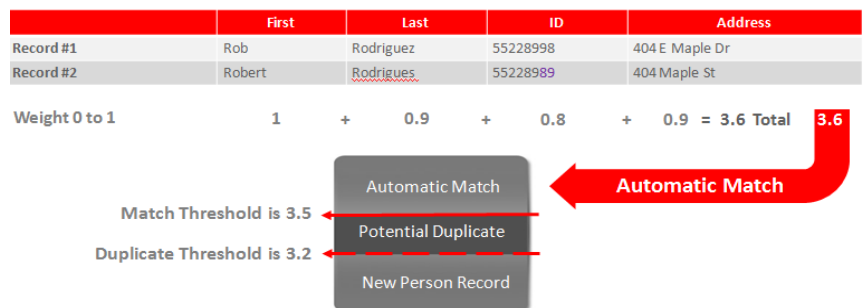 First Last ID Address
Record #1 Rob Rodriguez 55228998 404 E Maple Dr
Record #2 Robert Rodrigues 55228989 404 Maple St
Weight 0 to 1 1 + 0.9 + 0.8 + 0.9 = 3.6 Total 3.6
Automatic Match Automatic Match
Match Threshold is 3.5
Potential Duplicate
Duplicate Threshold is 3.2
New Person Record